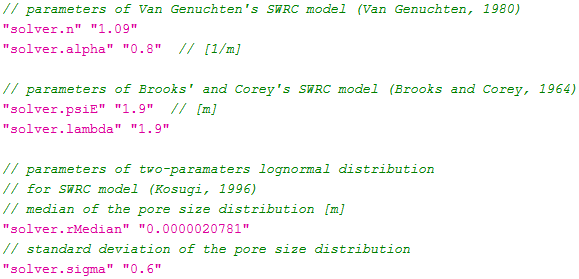 // parameters of Van Genuchten's SWRC model (Van Genuchten, 1980)
"solver.n" "1.09"
"solver.alpha" "0.8"  // [1/m]
// parameters of Brooks' and Corey's SWRC model (Brooks and Corey, 1964)
"solver.psiE" "1.9"  // [m]
"solver.lambda" "1.9"
// parameters of two-paramaters lognormal distribution
// for SWRC model (Kosugi, 1996)
// median of the pore size distribution [m]
"solver.rMedian" "0.0000020781"
// standard deviation of the pore size distribution
"solver.sigma" "0.6"